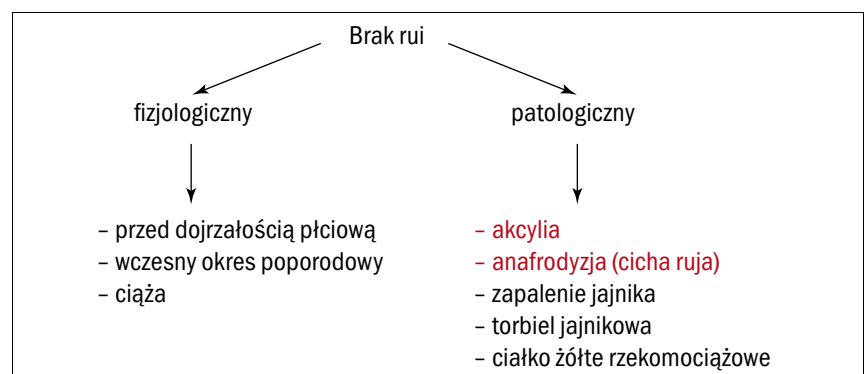 Brak rui
fizjologiczny
patologiczny
– przed dojrzałością płciową
– wczesny okres poporodowy
– ciąża
– akcylia
– anafrodyzja (cicha ruja)
– zapalenie jajnika
– torbiel jajnikowa
– ciałko żółte rzekomociążowe